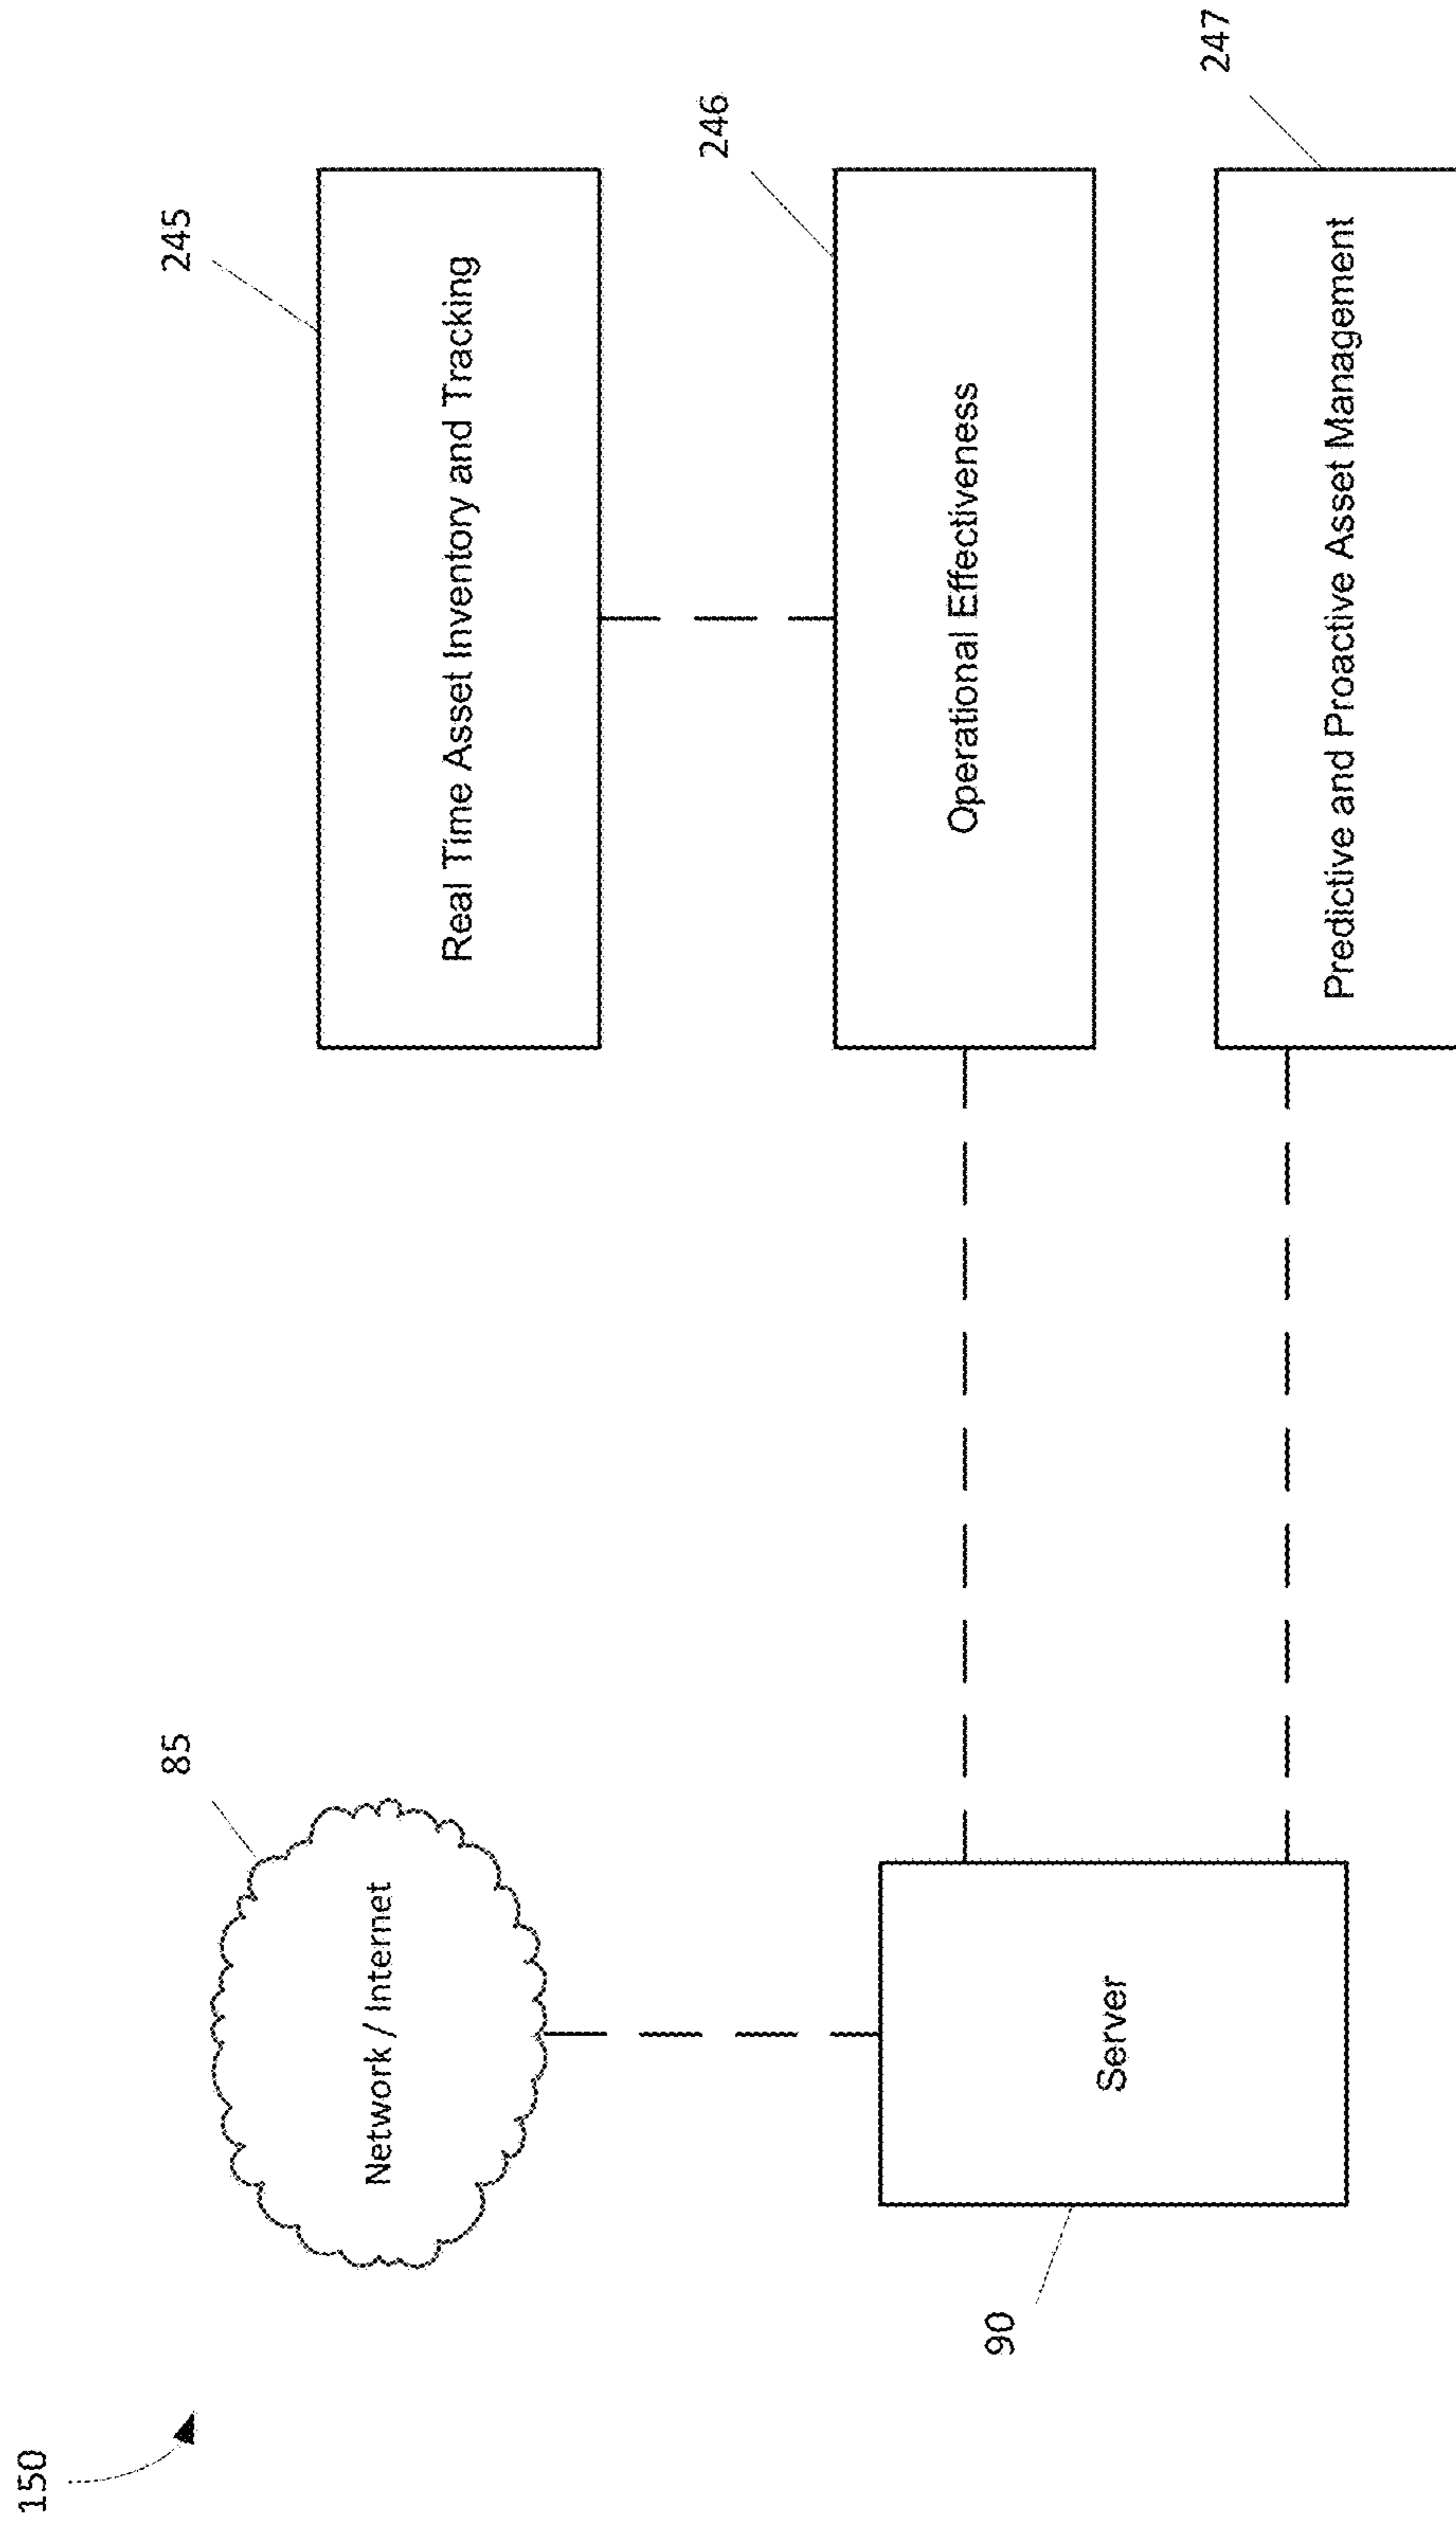 150
85
Network / Internet
90
Server
245
Real Time Asset Inventory and Tracking
246
Operational Effectiveness
247
Predictive and Proactive Asset Management